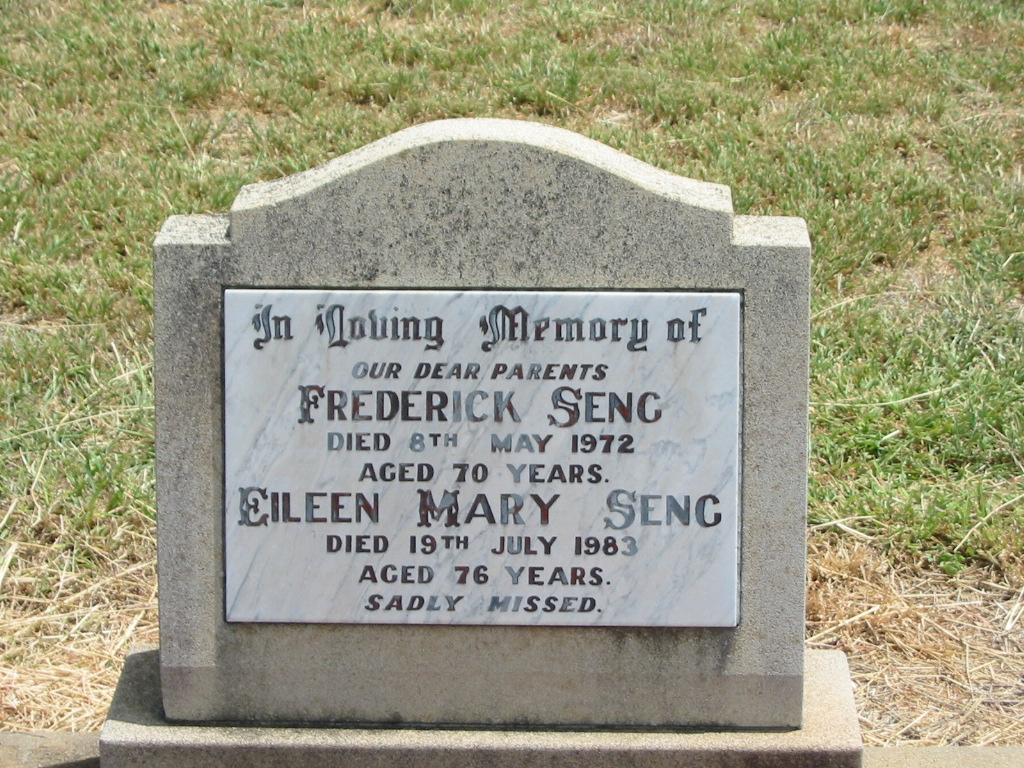 In Loving Memory of
OUR DEAR PARENTS
FREDERICK SENG
DIED 8TH MAY 1972
AGED 70 YEARS.
EILEEN MARY SENG
DIED 19TH JULY 1983
AGED 76 YEARS.
SADLY MISSED.